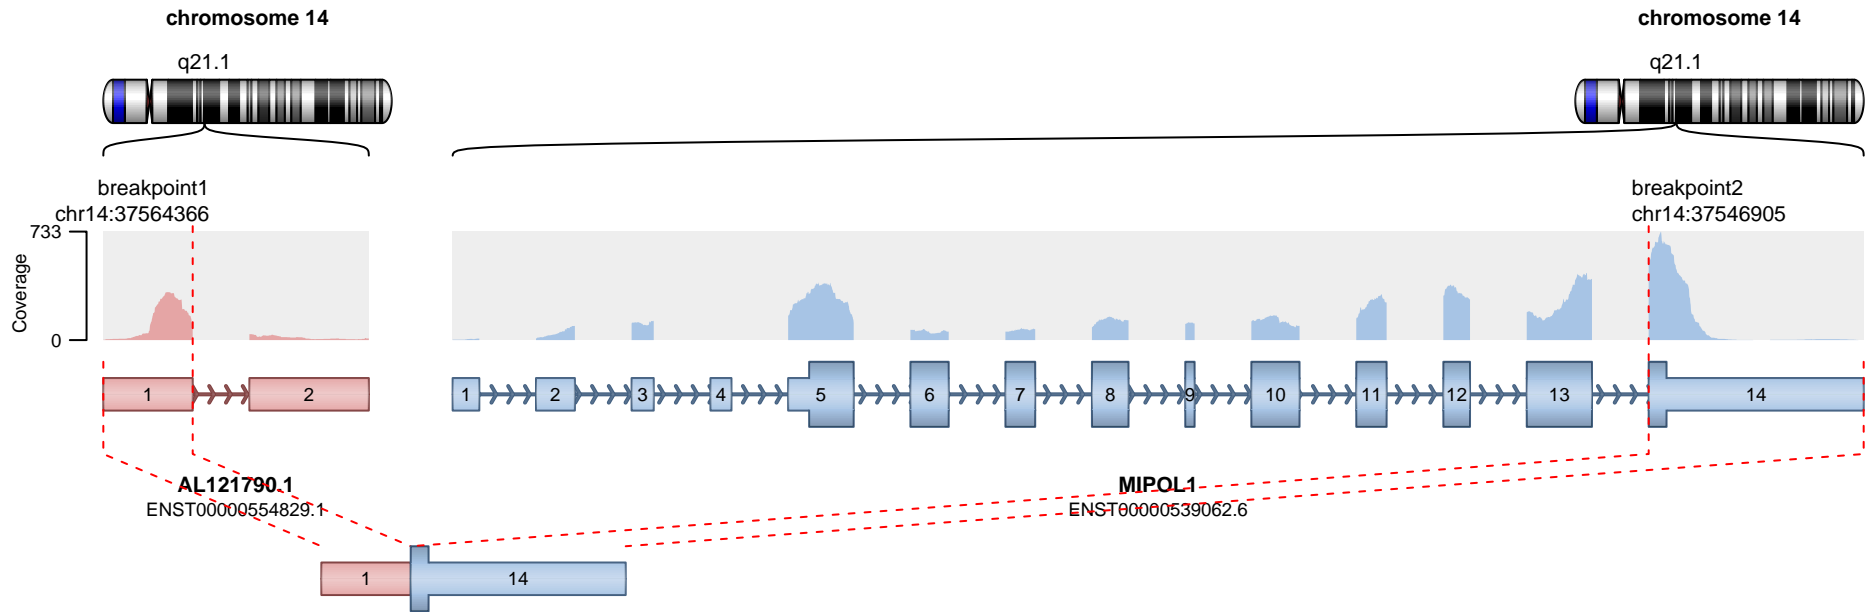 chromosome 14
chromosome 14
q21.1
q21.1
breakpoint1
chr14:37564366
breakpoint2
chr14:37546905
733
Coverage
0
1 2
1 2 3 4 5 6 7 8 9 10 11 12 13 14
AL121790.1
ENST00000554829.1
MIPOL1
ENST00000539062.6
1 14